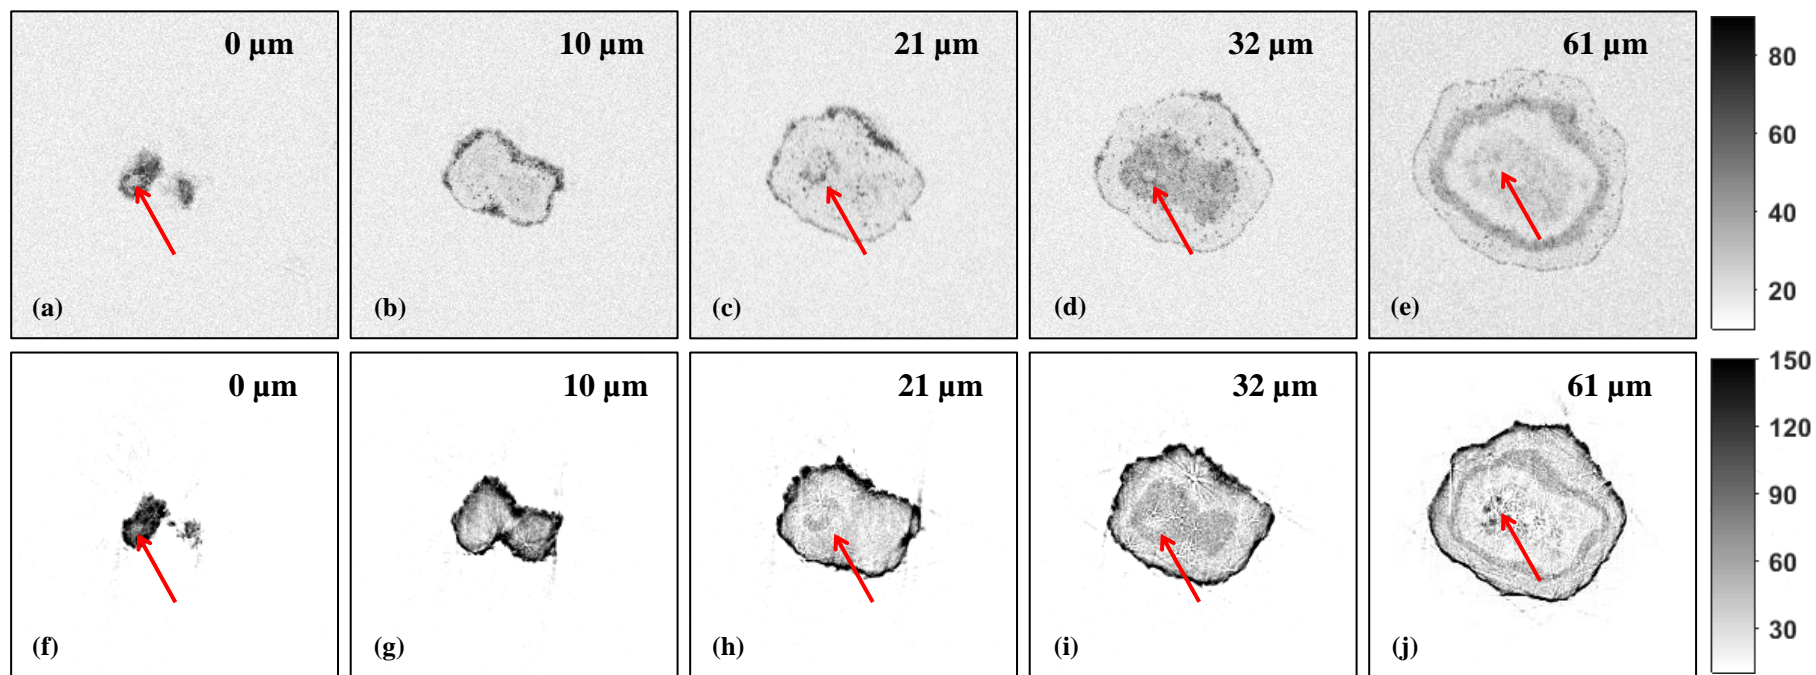 0 µm
10 µm
21 µm
32 µm
61 µm
80
60
40
20
(a)
(b)
(c)
(d)
(e)
0 µm
10 µm
21 µm
32 µm
61 µm
150
120
90
60
30
(f)
(g)
(h)
(i)
(j)